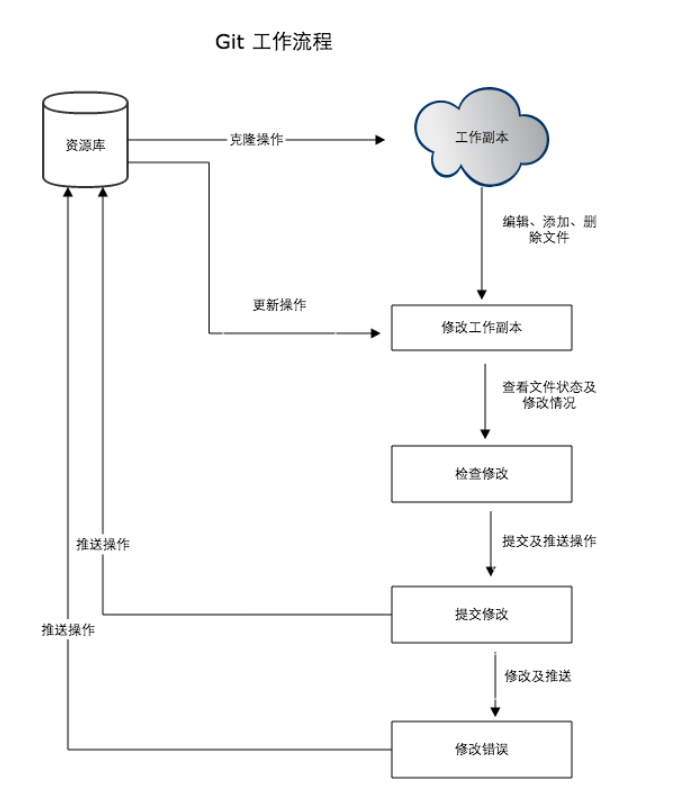 Git 工作流程
资源库
克隆操作
工作副本
编辑、添加、删
除文件
更新操作
修改工作副本
查看文件状态及
修改情况
检查修改
推送操作
提交及推送操作
提交修改
推送操作
修改及推送
修改错误